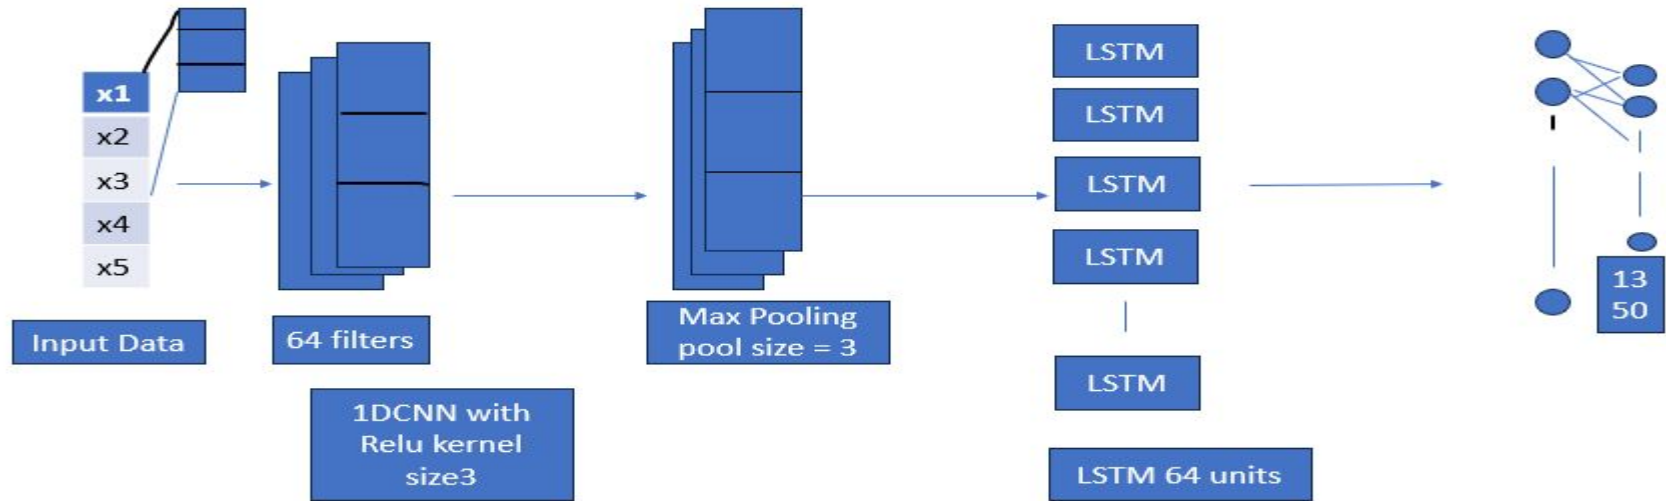 x1
x2
x3
x4
x5
Input Data
64 filters
1DCNN with
Relu kernel
size3
Max Pooling
pool size = 3
LSTM
LSTM
LSTM
LSTM
LSTM
LSTM 64 units
13
50